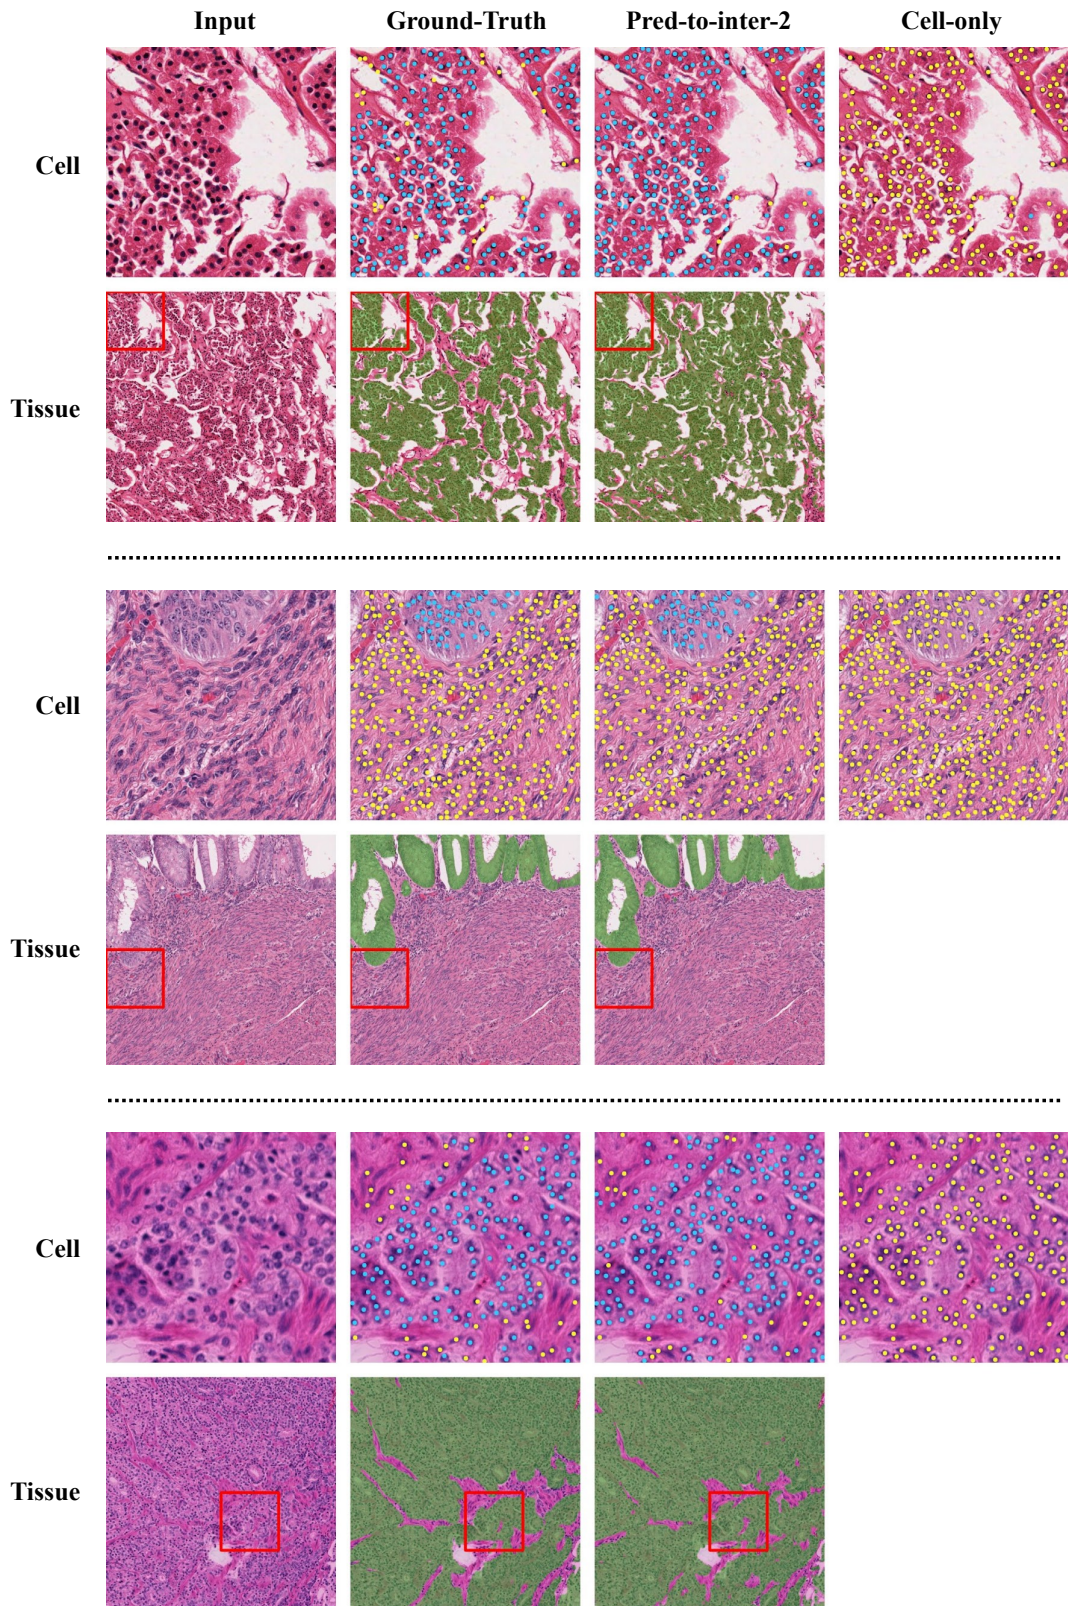 Input Ground-Truth Pred-to-inter-2 Cell-only
Cell
Tissue
Cell
Tissue
Cell
Tissue